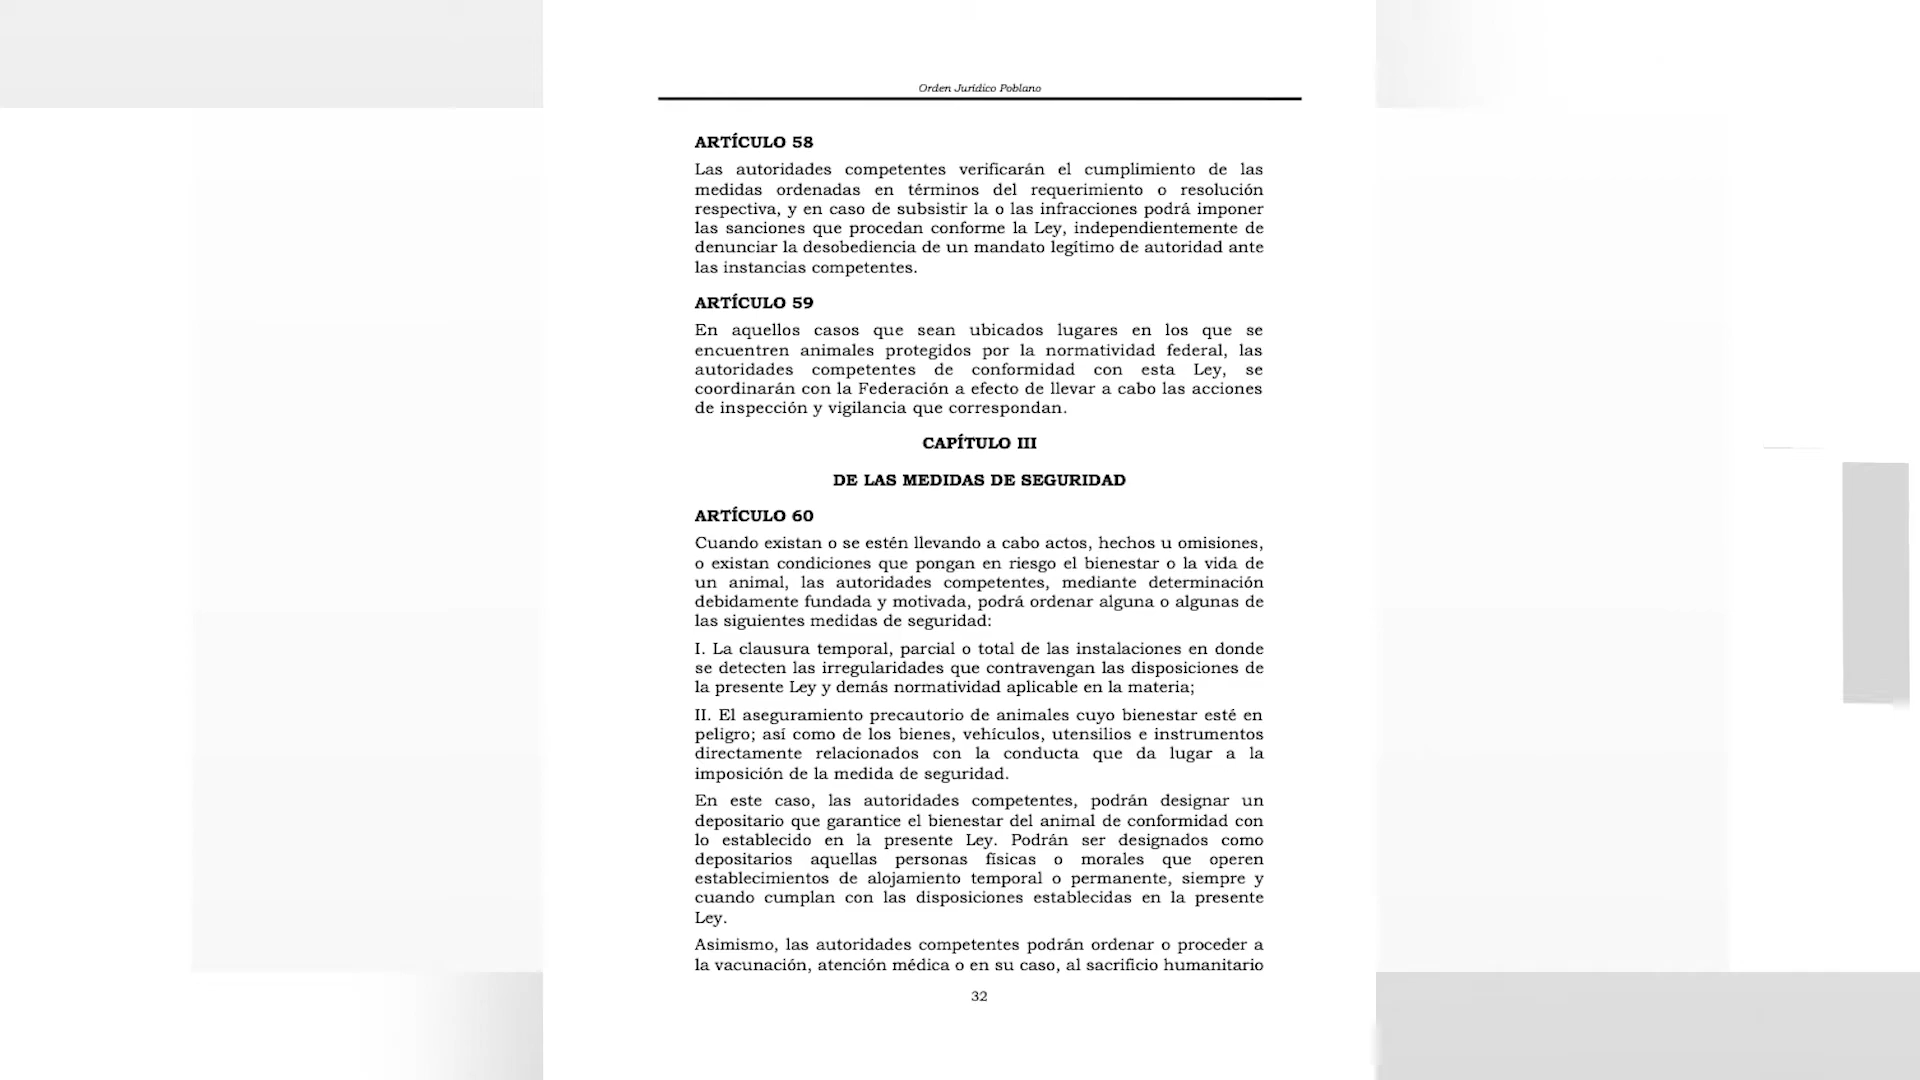 Orden Jurídico Poblano
ARTÍCULO 58
Las autoridades competentes verificarán el cumplimiento de las
medidas ordenadas en términos del requerimiento o resolución
respectiva, y en caso de subsistir la o las infracciones podrá imponer
las sanciones que procedan conforme la Ley, independientemente de
denunciar la desobediencia de un mandato legítimo de autoridad ante
las instancias competentes.
ARTÍCULO 59
En aquellos casos que sean ubicados lugares en los que se
encuentren animales protegidos por la normatividad federal, las
autoridades competentes de conformidad con esta Ley, se
coordinarán con la Federación a efecto de llevar a cabo las acciones
de inspección y vigilancia que correspondan.
CAPÍTULO III
DE LAS MEDIDAS DE SEGURIDAD
ARTÍCULO 60
Cuando existan o se estén llevando a cabo actos, hechos u omisiones,
o existan condiciones que pongan en riesgo el bienestar o la vida de
un animal, las autoridades competentes, mediante determinación
debidamente fundada y motivada, podrá ordenar alguna o algunas de
las siguientes medidas de seguridad:
I. La clausura temporal, parcial o total de las instalaciones en donde
se detecten las irregularidades que contravengan las disposiciones de
la presente Ley y demás normatividad aplicable en la materia;
II. El aseguramiento precautorio de animales cuyo bienestar esté en
peligro; así como de los bienes, vehículos, utensilios e instrumentos
directamente relacionados con la conducta que da lugar a la
imposición de la medida de seguridad.
En este caso, las autoridades competentes, podrán designar un
depositario que garantice el bienestar del animal de conformidad con
lo establecido en la presente Ley. Podrán ser designados como
depositarios aquellas personas físicas o morales que operen
establecimientos de alojamiento temporal o permanente, siempre y
cuando cumplan con las disposiciones establecidas en la presente
Ley.
Asimismo, las autoridades competentes podrán ordenar o proceder a
la vacunación, atención médica o en su caso, al sacrificio humanitario
32